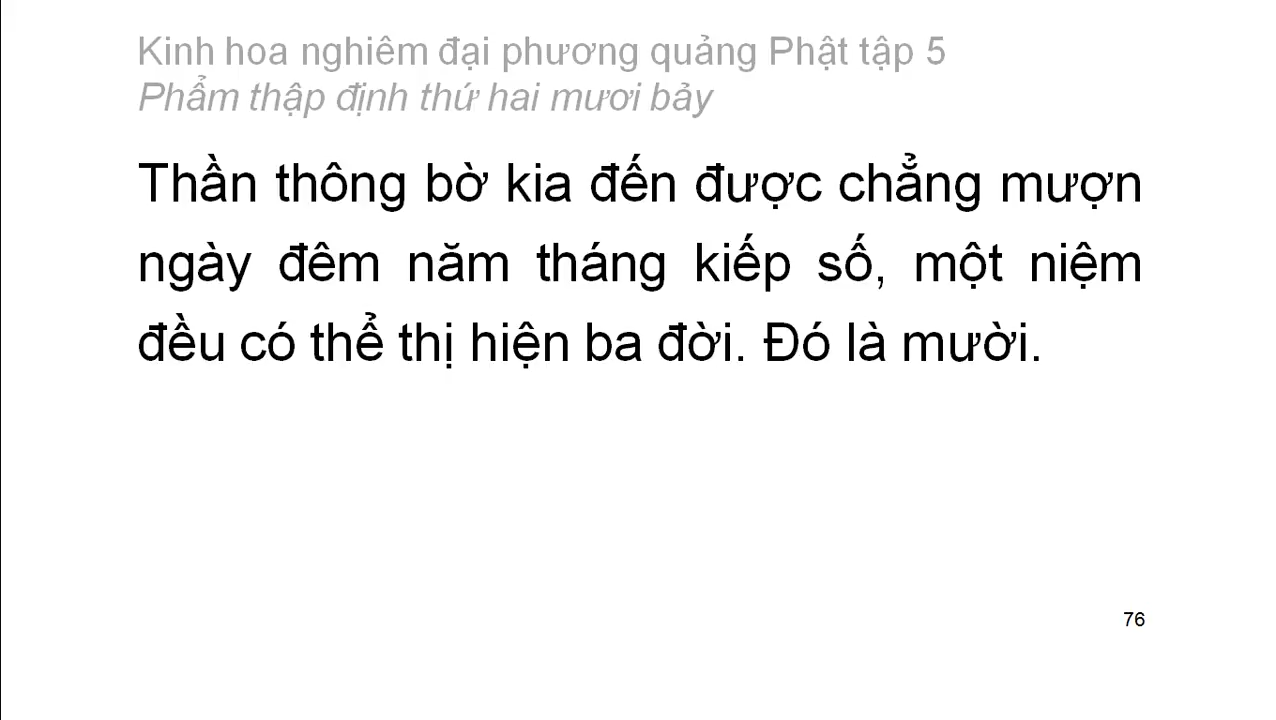 Kinh hoa nghiêm đại phương quảng Phật tập 5
Phẩm thập định thứ hai mươi bảy
Thần thông bờ kia đến được chẳng mượn
ngày đêm năm tháng kiếp số, một niệm
đều có thể thị hiện ba đời. Đó là mười.
76